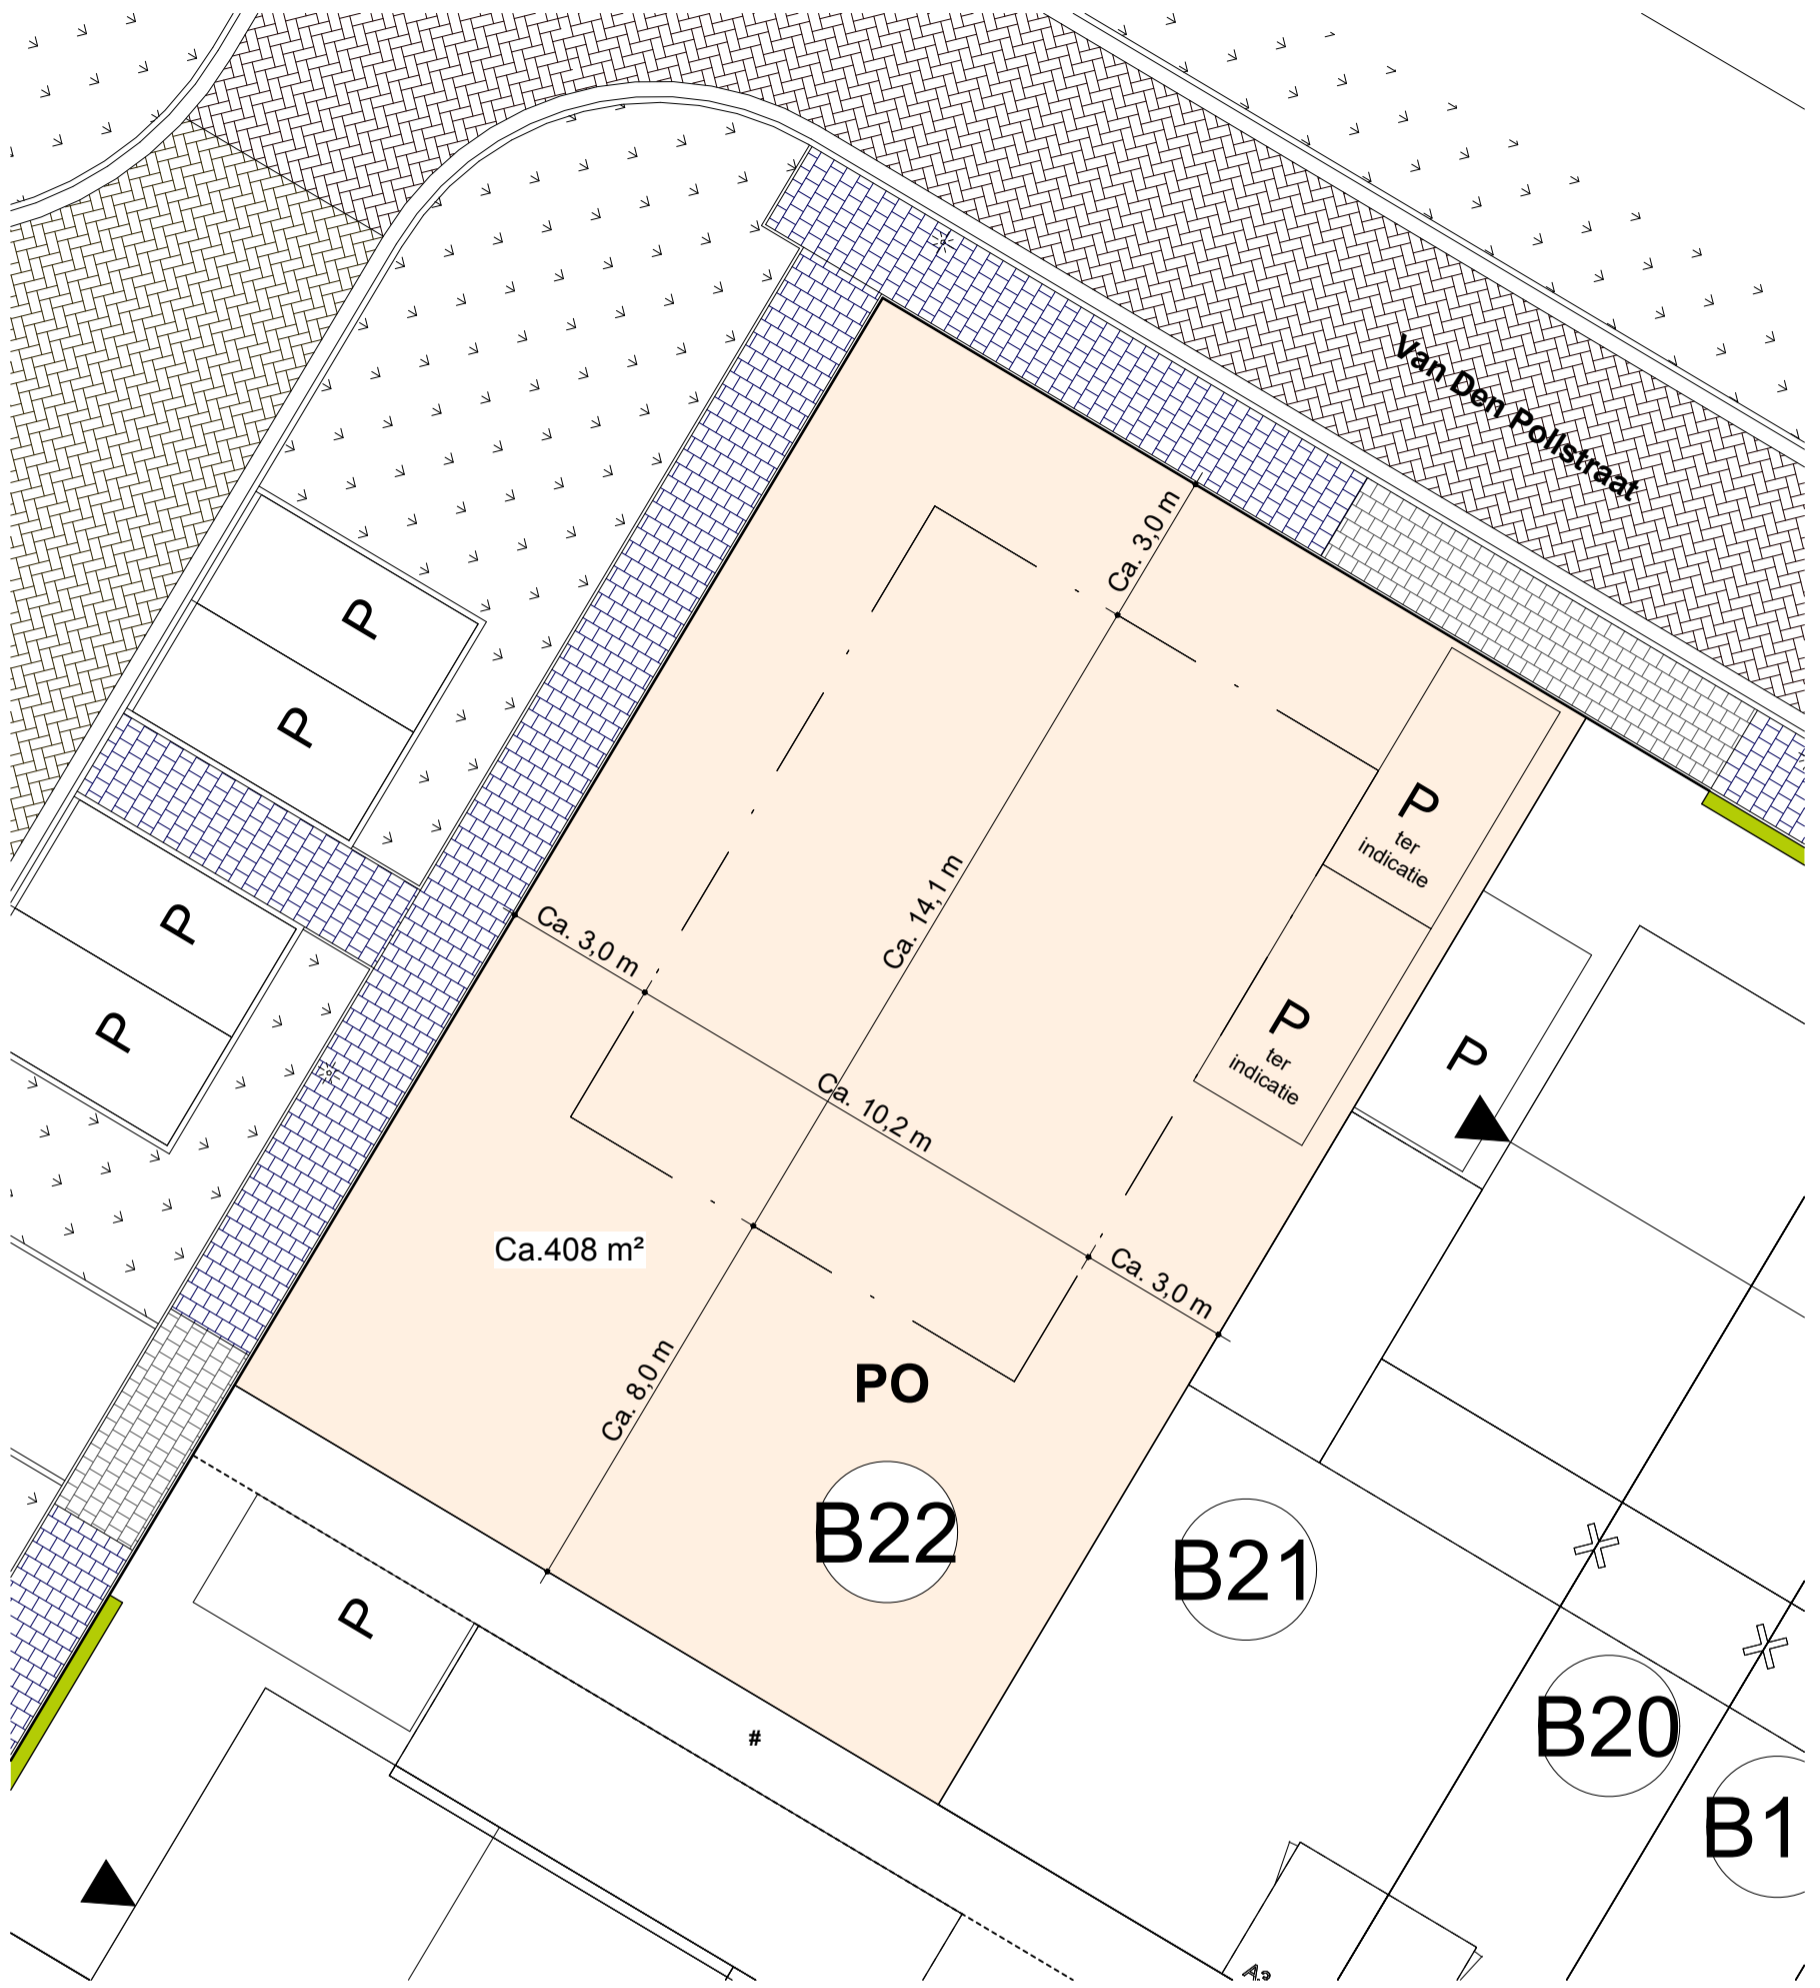 Van Den Pollstraat
Ca. 3,0 m
P
P
P
ter
indicatie
Ca. 14,1 m
Ca. 3,0 m
P
P
P
ter
indicatie
P
Ca. 10,2 m
Ca.408 m²
Ca. 3,0 m
Ca. 8,0 m
PO
B22
B21
P
B20
#
B1